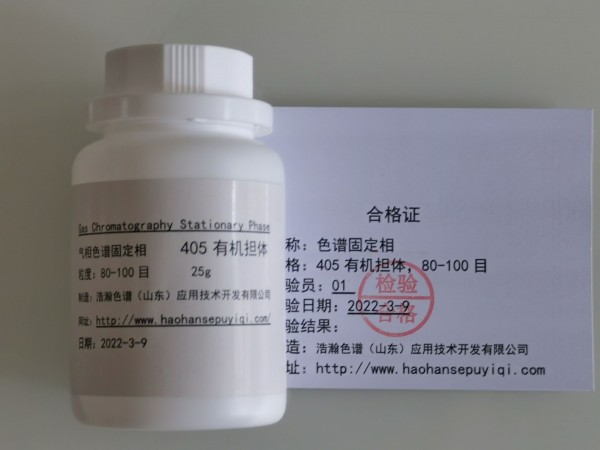 Gas Chromatography Stationary Phase
气相色谱固定相 405 有机担体
粒度：80-100 目 25g
制造：浩瀚色谱（山东）应用技术开发有限公司
网址：http://www.haohansepuyiqi.com/
日期：2022-3-9
合格证
称：色谱固定相
格：405 有机担体，80-100 目
验员：01
验日期：2022-3-9
验结果：
造：浩瀚色谱（山东）应用技术开发有限公司
址：http://www.haohansepuyiqi.com
检验
合格